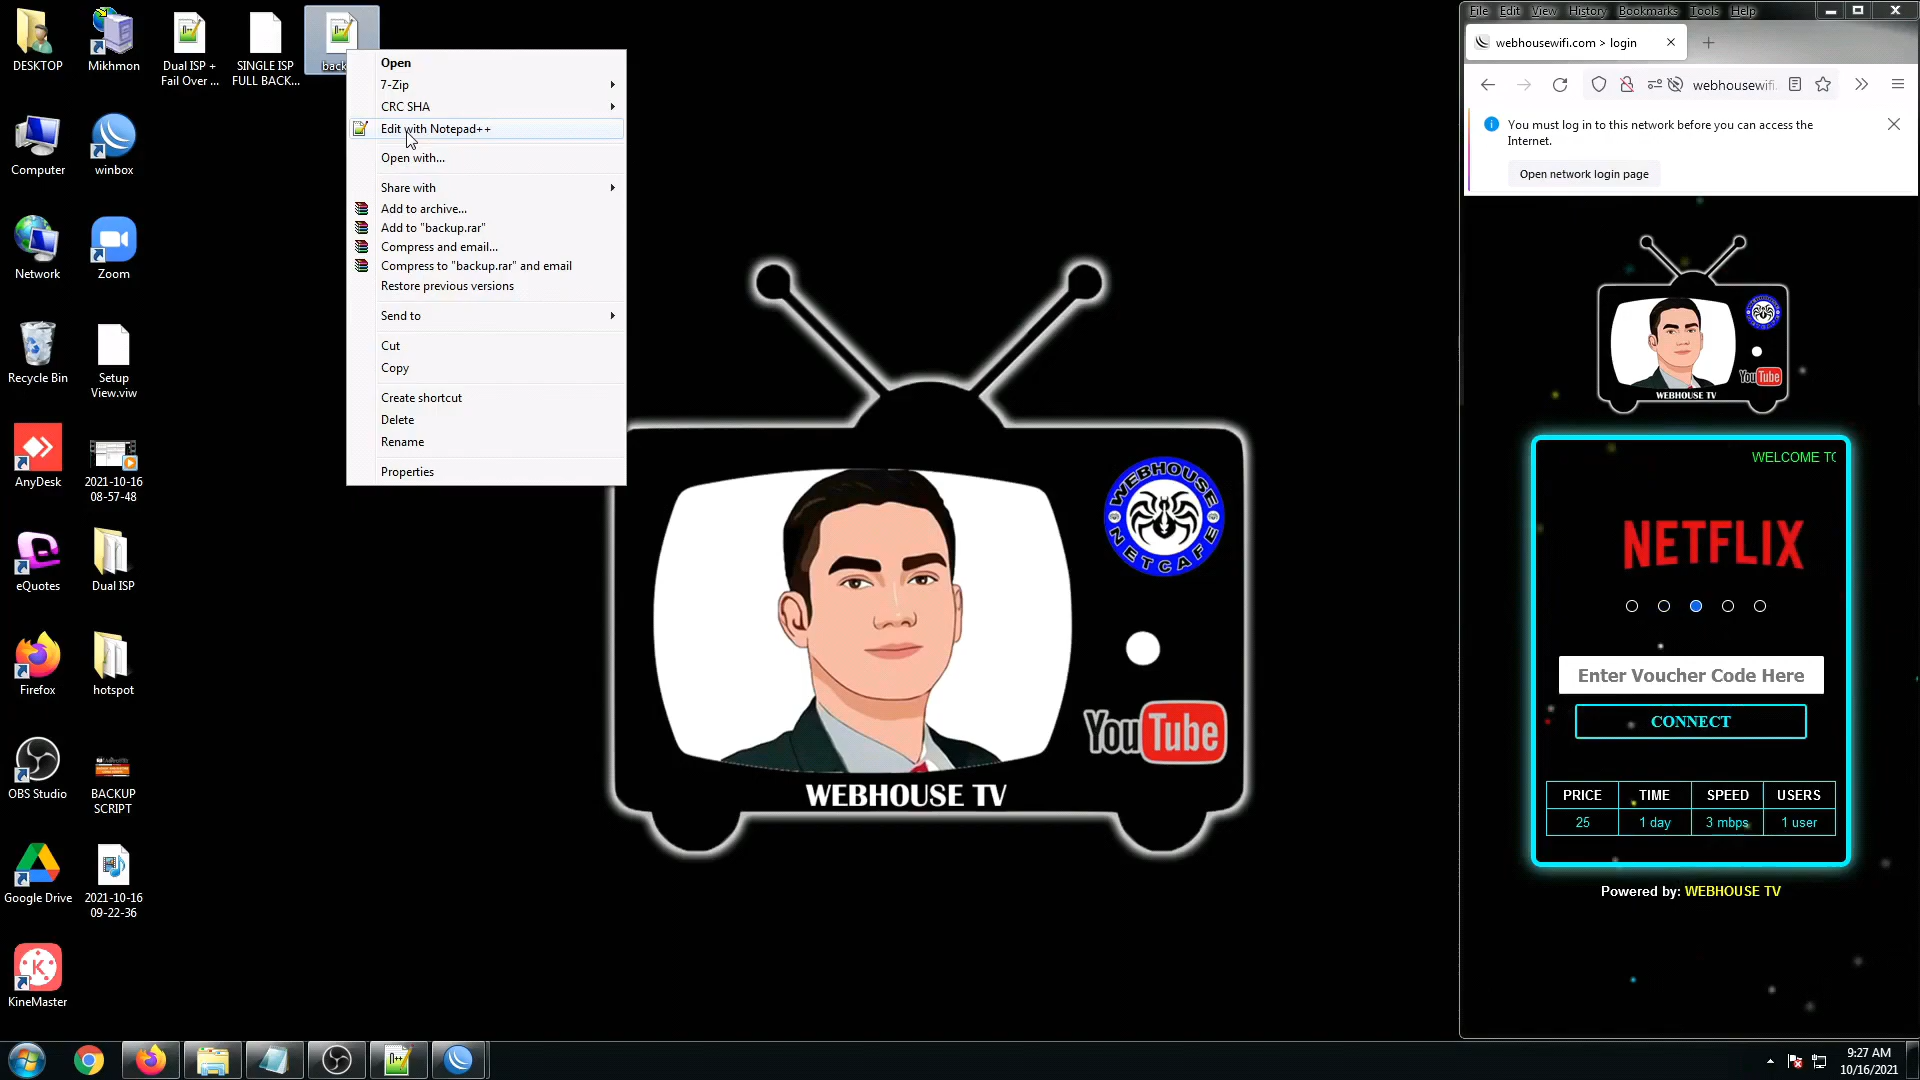 DESKTOP
Mikhmon
Dual ISP +
Fail Over ...
SINGLE ISP
FULL BACK...
back
Computer
winbox
Network
Zoom
Recycle Bin
Setup
View.viw
AnyDesk
2021-10-16
08-57-48
eQuotes
Dual ISP
Firefox
hotspot
OBS Studio
BACKUP
SCRIPT
Google Drive
2021-10-16
09-22-36
KineMaster
Open
7-Zip
CRC SHA
Edit with Notepad++
Open with...
Share with
Add to archive...
Add to "backup.rar"
Compress and email...
Compress to "backup.rar" and email
Restore previous versions
Send to
Cut
Copy
Create shortcut
Delete
Rename
Properties
WEBHOUSE
NETCAFE
YouTube
WEBHOUSE TV
File Edit View History Bookmarks Tools Help
webhousewifi.com > login
webhousewifi.
You must log in to this network before you can access the
Internet.
Open network login page
YouTube
WEBHOUSE TV
WELCOME TO
NETFLIX
Enter Voucher Code Here
CONNECT
PRICE TIME SPEED USERS
25 1 day 3 mbps 1 user
Powered by: WEBHOUSE TV
9:27 AM
10/16/2021